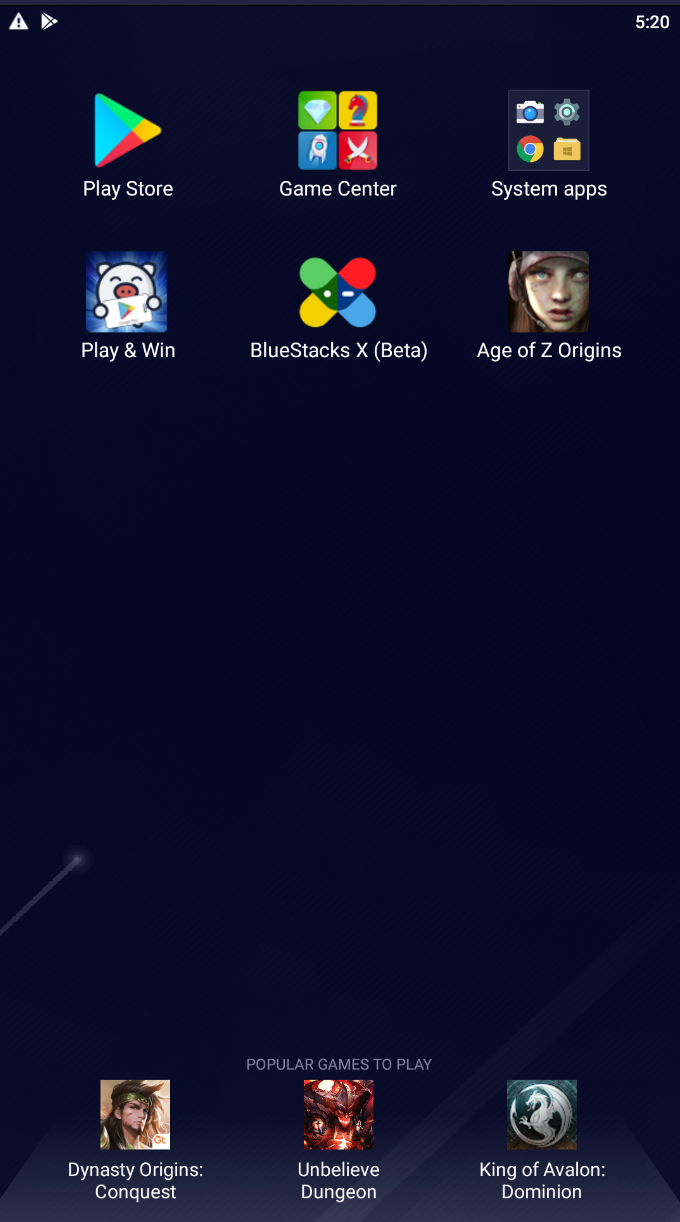 5:20
Play Store
Game Center
System apps
Play & Win
BlueStacks X (Beta)
Age of Z Origins
POPULAR GAMES TO PLAY
Gt
Dynasty Origins:
Conquest
Unbelieve
Dungeon
King of Avalon:
Dominion